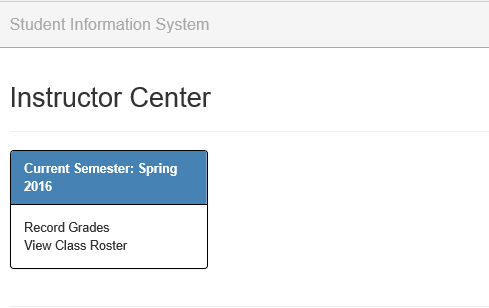 Student Information System
Instructor Center
Current Semester: Spring
2016
Record Grades
View Class Roster